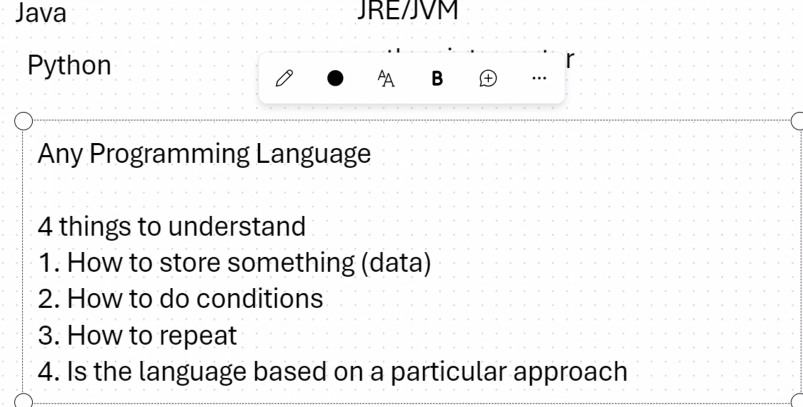 Java JRE/JVM
Python
B
Any Programming Language
4 things to understand
1. How to store something (data)
2. How to do conditions
3. How to repeat
4. Is the language based on a particular approach